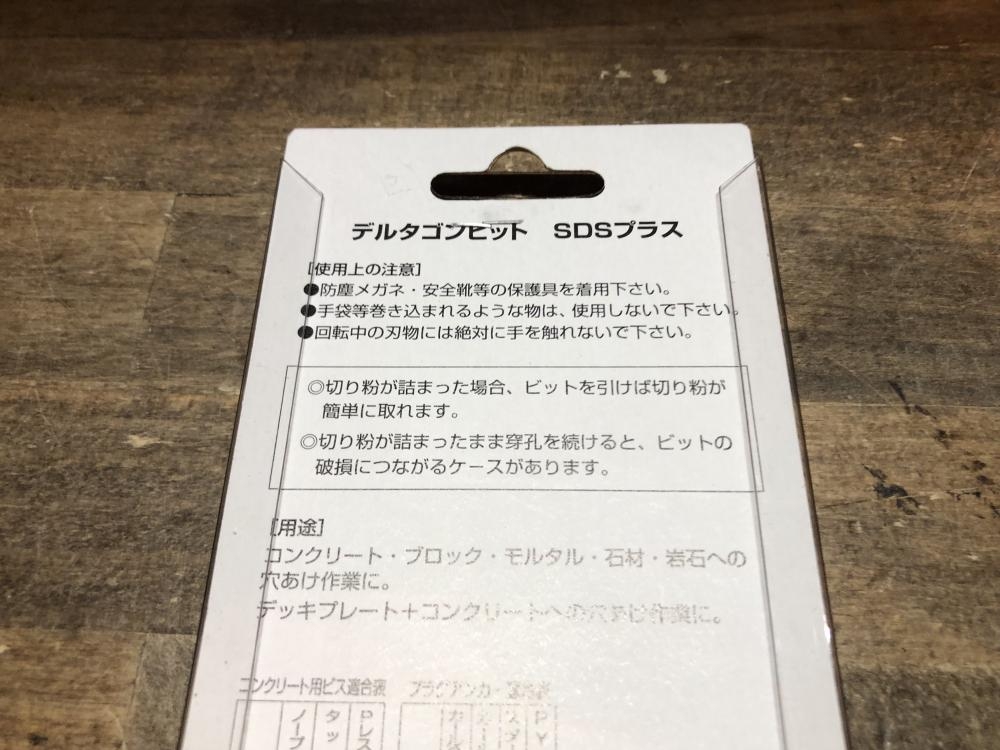 デルタゴンビット SDSプラス
[使用上の注意]
●防塵メガネ・安全靴等の保護具を着用下さい。
●手袋等巻き込まれるような物は、使用しないで下さい。
●回転中の刃物には絶対に手を触れないで下さい。
◎切り粉が詰まった場合、ビットを引けば切り粉が
簡単に取れます。
◎切り粉が詰まったまま穿孔を続けると、ビットの
破損につながるケースがあります。
[用途]
コンクリート・ブロック・モルタル・石材・岩石への
穴あけ作業に。
デッキプレート+コンクリートへの穴あけ作業に。
コンクリート用ビス適合表